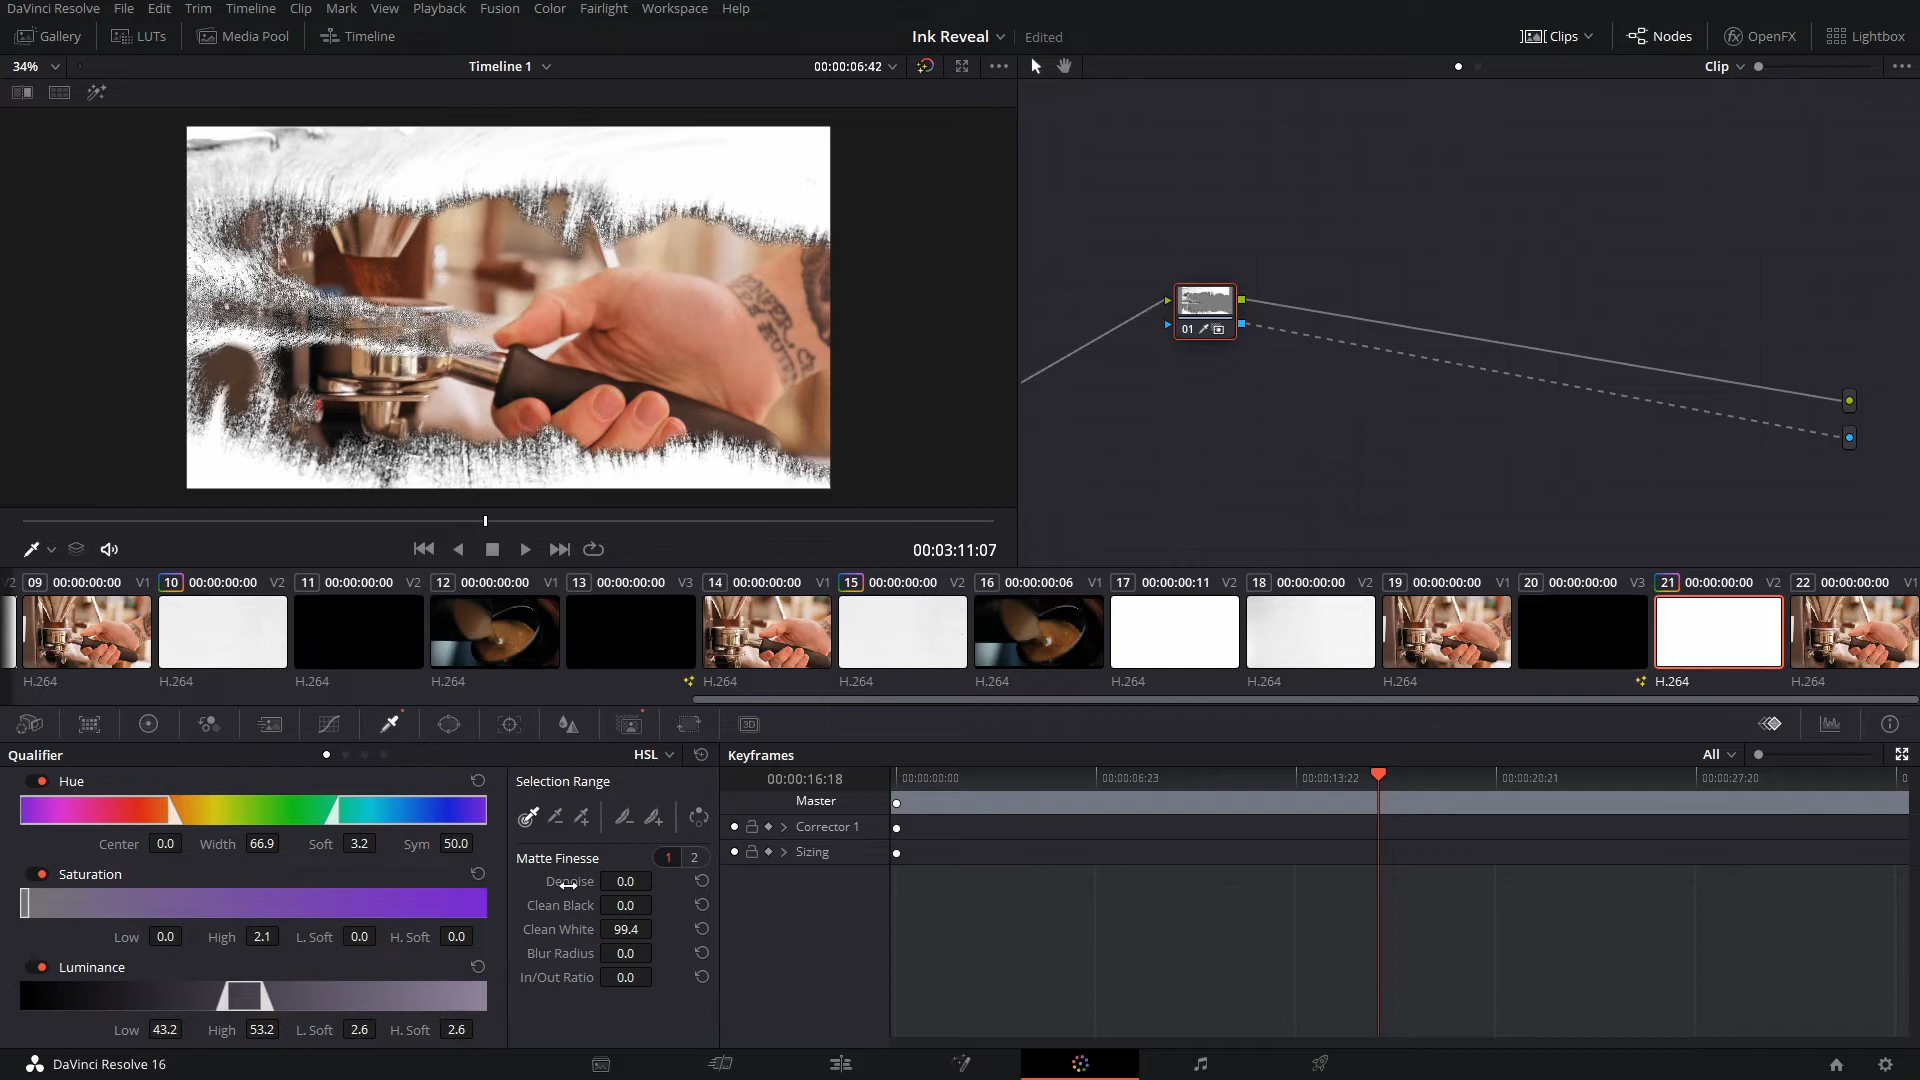 DaVinci Resolve File Edit Trim Timeline Clip Mark View Playback Fusion Color Fairlight Workspace Help
Gallery LUTs Media Pool Timeline Ink Reveal Edited Clips Nodes OpenFX Lightbox
34% Timeline 1 00:00:06:42 Clip
01
00:03:11:07
V2 09 00:00:00:00 V1 10 00:00:00:00 V2 11 00:00:00:00 V2 12 00:00:00:00 V1 13 00:00:00:00 V3 14 00:00:00:00 V1 15 00:00:00:00 V2 16 00:00:00:06 V1 17 00:00:00:11 V2 18 00:00:00:00 V2 19 00:00:00:00 V1 20 00:00:00:00 V3 21 00:00:00:00 V2 22 00:00:00:00 V1
H.264 H.264 H.264 H.264 H.264 H.264 H.264 H.264 H.264 H.264 H.264 H.264
3D
Qualifier HSL Keyframes All
Hue Selection Range 00:00:16:18 00:00:00:00 00:00:06:23 00:00:13:22 00:00:20:21 00:00:27:20 0
Master
Corrector 1
Center 0.0 Width 66.9 Soft 3.2 Sym 50.0
Matte Finesse 1 2 Sizing
Saturation
Denoise 0.0
Clean Black 0.0
Clean White 99.4
Low 0.0 High 2.1 L. Soft 0.0 H. Soft 0.0
Blur Radius 0.0
Luminance
In/Out Ratio 0.0
Low 43.2 High 53.2 L. Soft 2.6 H. Soft 2.6
DaVinci Resolve 16